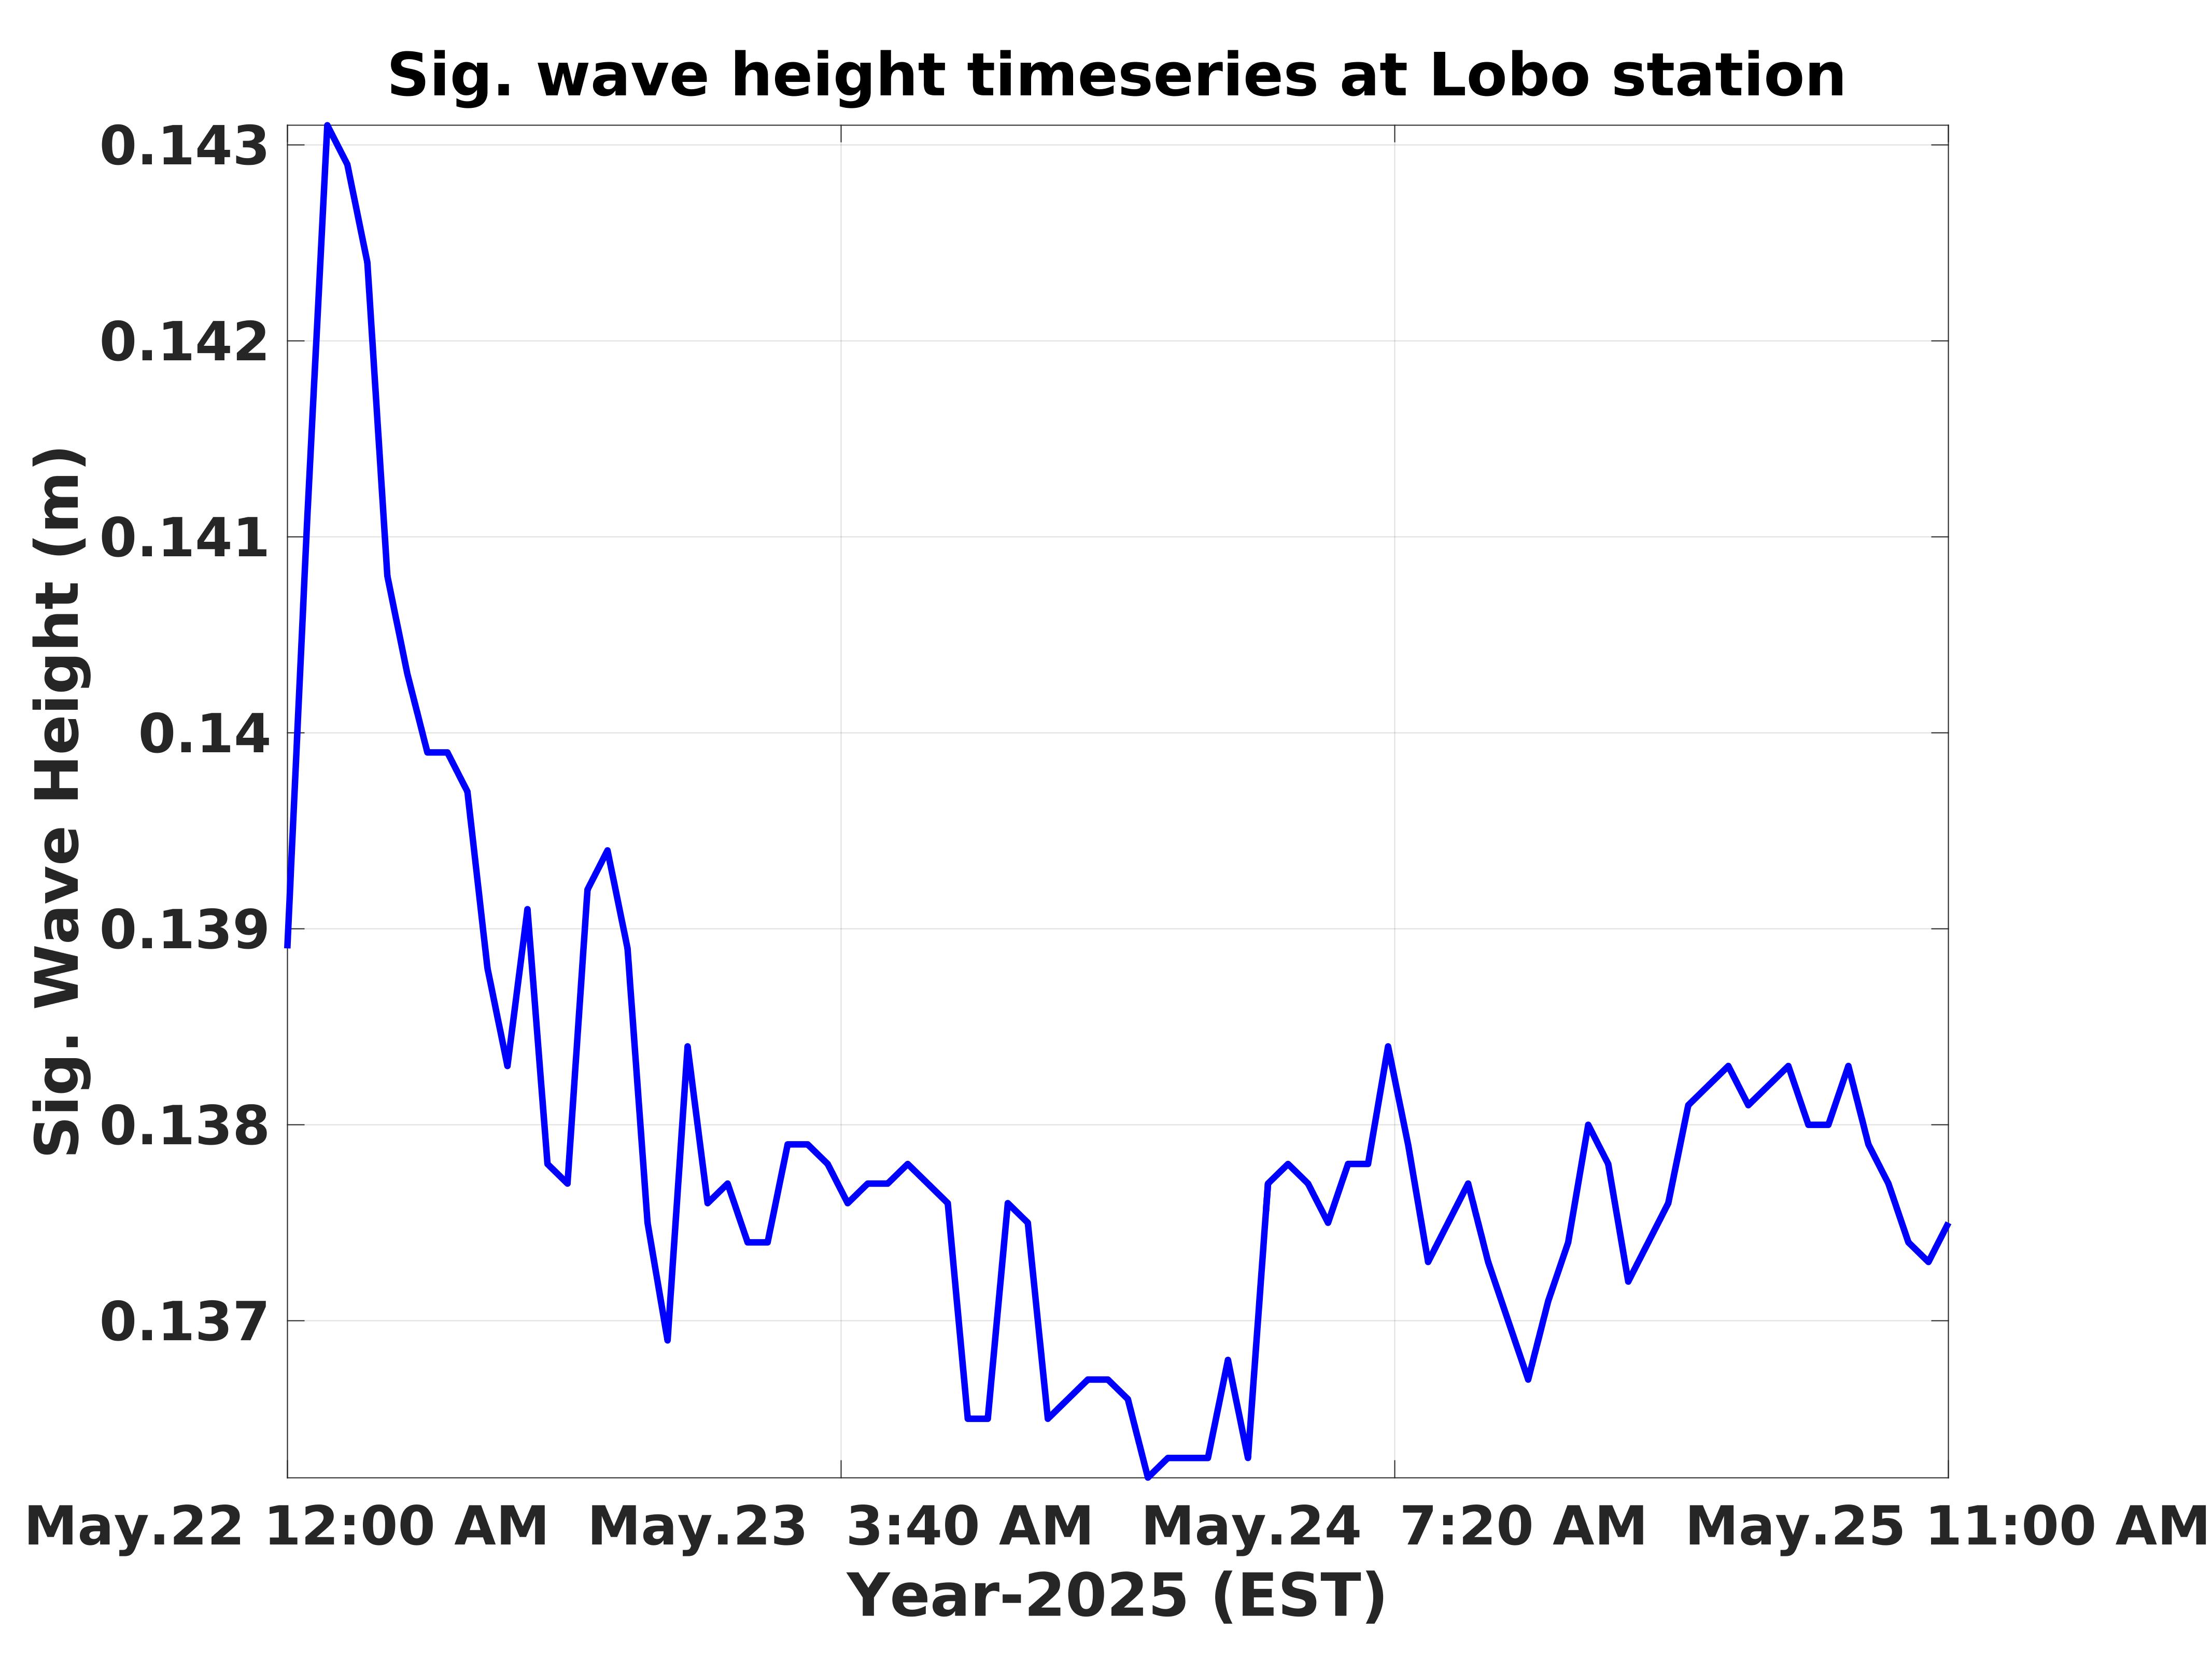 Sig. wave height timeseries at Lobo station
Sig. Wave Height (m)
0.143
0.142
0.141
0.14
0.139
0.138
0.137
May.22 12:00 AM May.23 3:40 AM May.24 7:20 AM May.25 11:00 AM
Year-2025 (EST)